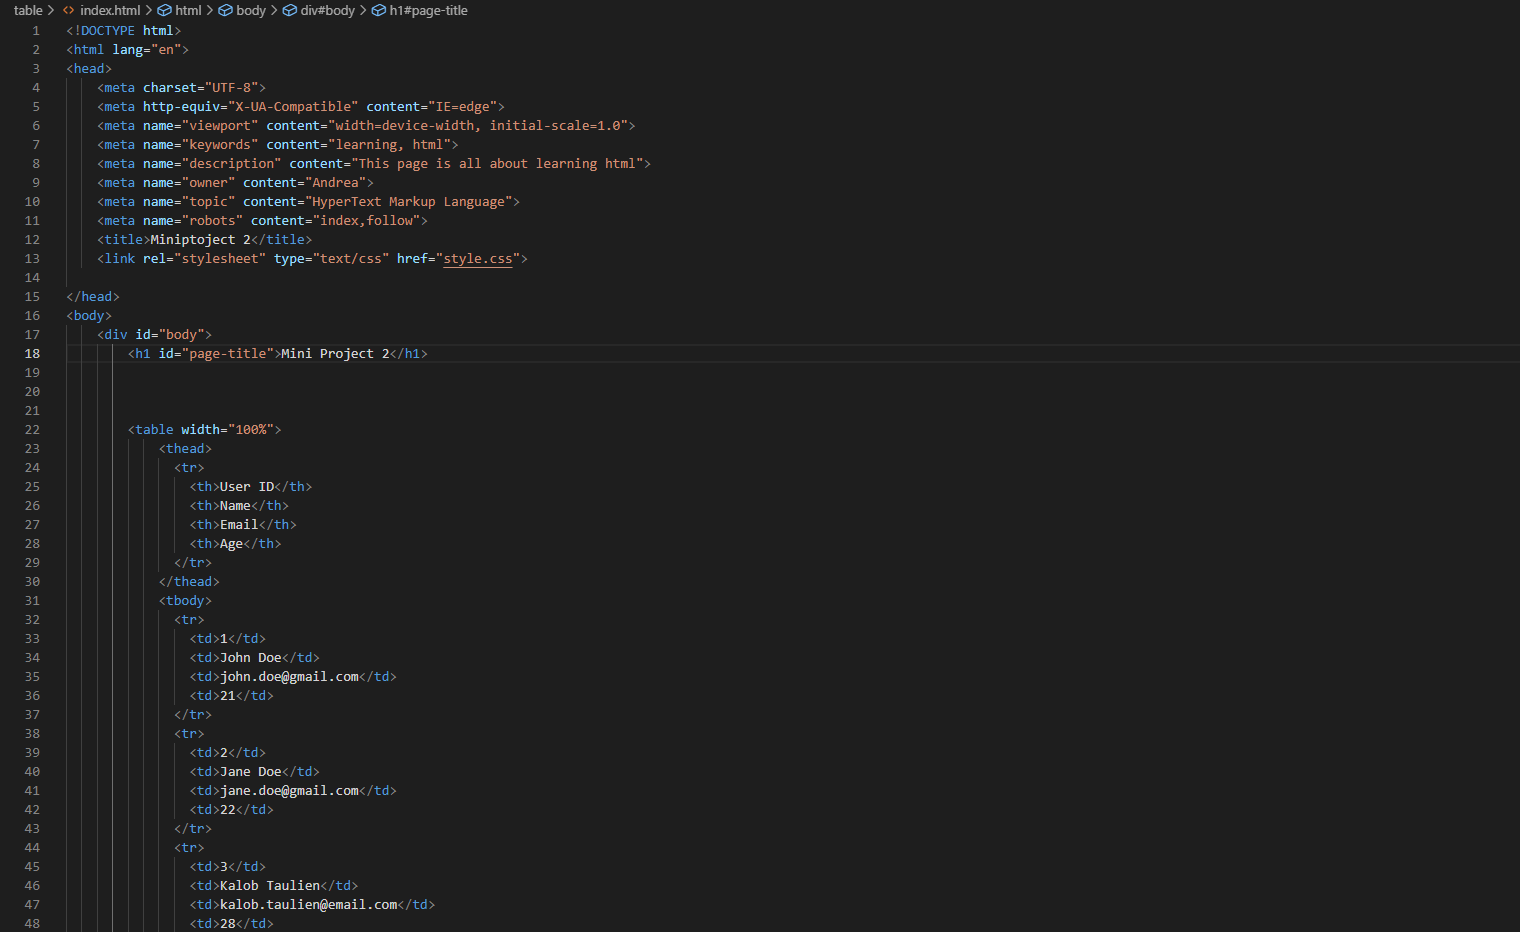 table > index.html > html > body > div#body > h1#page-title
1 <!DOCTYPE html>
2 <html lang="en">
3 <head>
4 <meta charset="UTF-8">
5 <meta http-equiv="X-UA-Compatible" content="IE=edge">
6 <meta name="viewport" content="width=device-width, initial-scale=1.0">
7 <meta name="keywords" content="learning, html">
8 <meta name="description" content="This page is all about learning html">
9 <meta name="owner" content="Andrea">
10 <meta name="topic" content="HyperText Markup Language">
11 <meta name="robots" content="index,follow">
12 <title>Miniptoject 2</title>
13 <link rel="stylesheet" type="text/css" href="style.css">
14
15 </head>
16 <body>
17 <div id="body">
18 <h1 id="page-title">Mini Project 2</h1>
19
20
21
22 <table width="100%">
23 <thead>
24 <tr>
25 <th>User ID</th>
26 <th>Name</th>
27 <th>Email</th>
28 <th>Age</th>
29 </tr>
30 </thead>
31 <tbody>
32 <tr>
33 <td>1</td>
34 <td>John Doe</td>
35 <td>john.doe@gmail.com</td>
36 <td>21</td>
37 </tr>
38 <tr>
39 <td>2</td>
40 <td>Jane Doe</td>
41 <td>jane.doe@gmail.com</td>
42 <td>22</td>
43 </tr>
44 <tr>
45 <td>3</td>
46 <td>Kalob Taulien</td>
47 <td>kalob.taulien@email.com</td>
48 <td>28</td>